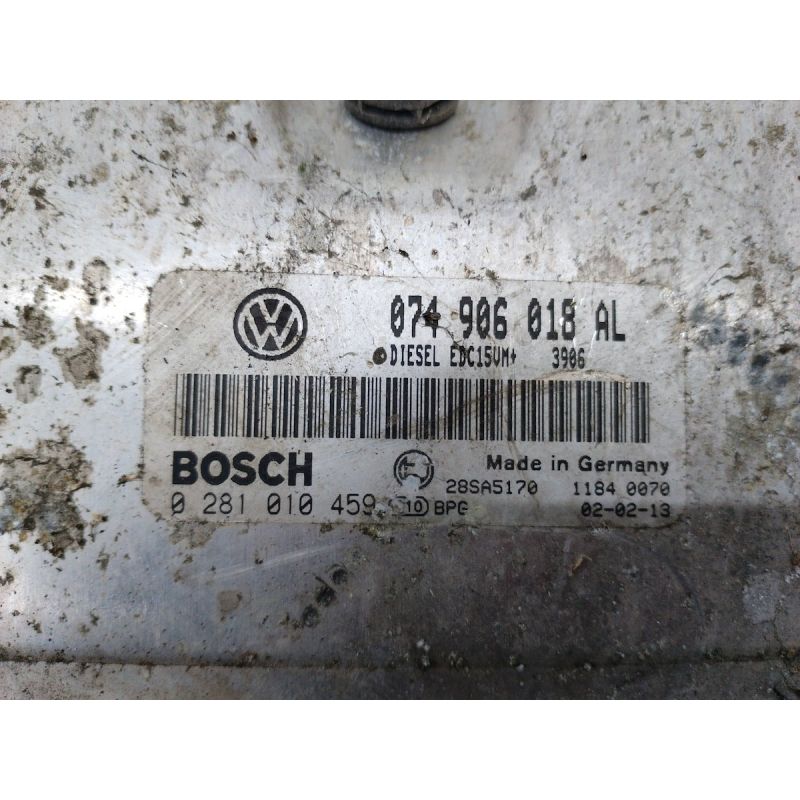 074 906 018 AL
DIESEL EDC15VM+ 3906
BOSCH Made in Germany
28SA5170 1184 0070
0 281 010 459 10 BPG 02-02-13